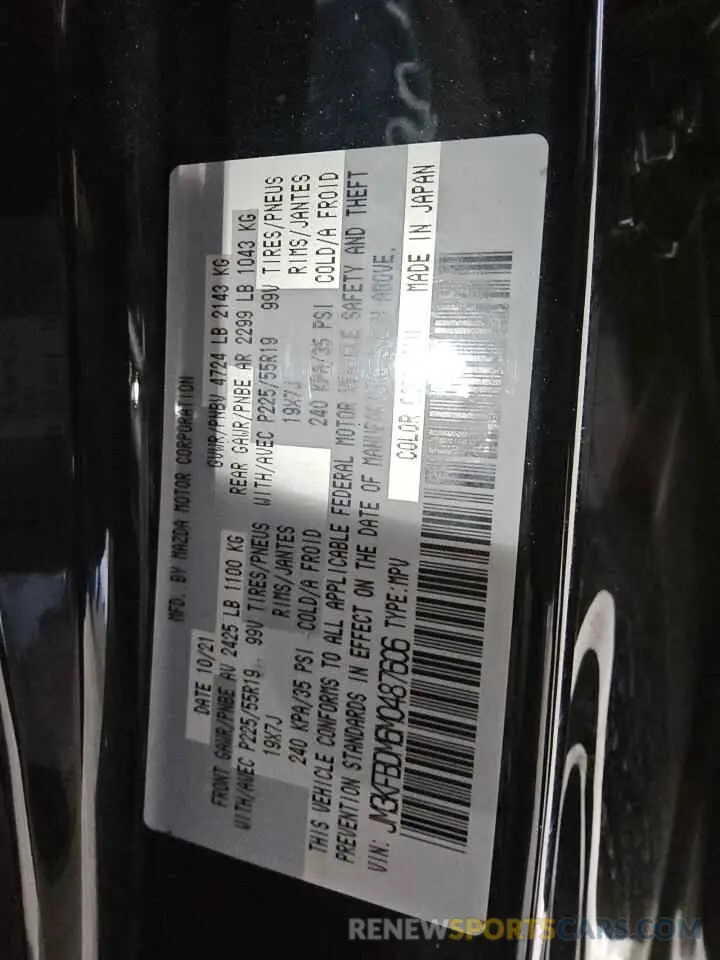 MFD. BY MAZDA MOTOR CORPORATION
DATE 10/21 GVWR/PNBV 4724 LB 2143 KG
FRONT GAWR/PNBE AV 2425 LB 1100 KG REAR GAWR/PNBE AR 2299 LB 1043 KG
WITH/AVEC P225/55R19 99V TIRES/PNEUS WITH/AVEC P225/55R19 99V TIRES/PNEUS
19X7J RIMS/JANTES 19X7J RIMS/JANTES
240 KPA/35 PSI COLD/A FROID 240 KPA/35 PSI COLD/A FROID
THIS VEHICLE CONFORMS TO ALL APPLICABLE FEDERAL MOTOR VEHICLE SAFETY AND THEFT
PREVENTION STANDARDS IN EFFECT ON THE DATE OF MANUFACTURE SHOWN ABOVE.
VIN: JM3KFBDM6M0487606 TYPE:MPV COLOR MADE IN JAPAN
RENEWSPORTSCARS.COM